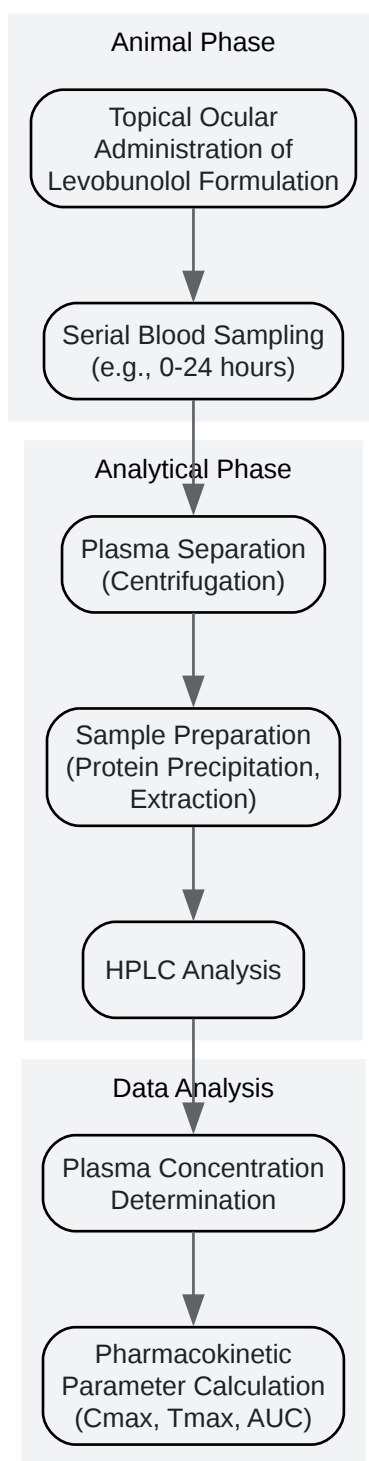 Animal Phase
Topical Ocular
Administration of
Levobunolol Formulation
Serial Blood Sampling
(e.g., 0-24 hours)
Analytical Phase
Plasma Separation
(Centrifugation)
Sample Preparation
(Protein Precipitation,
Extraction)
HPLC Analysis
Data Analysis
Plasma Concentration
Determination
Pharmacokinetic
Parameter Calculation
(Cmax, Tmax, AUC)